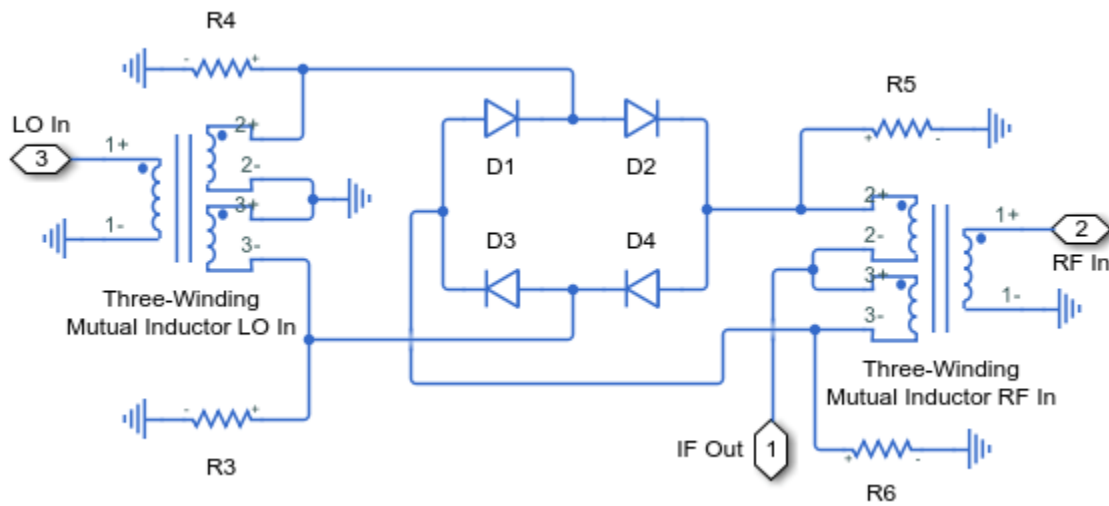 R4
- +
R5
LO In
3
1+
2+
D1
D2
+ -
2-
3+
2+
1+
2
1-
3-
D3
D4
2-
RF In
3+
1-
Three-Winding
Mutual Inductor LO In
3-
Three-Winding
Mutual Inductor RF In
- +
R3
IF Out
1
+ -
R6